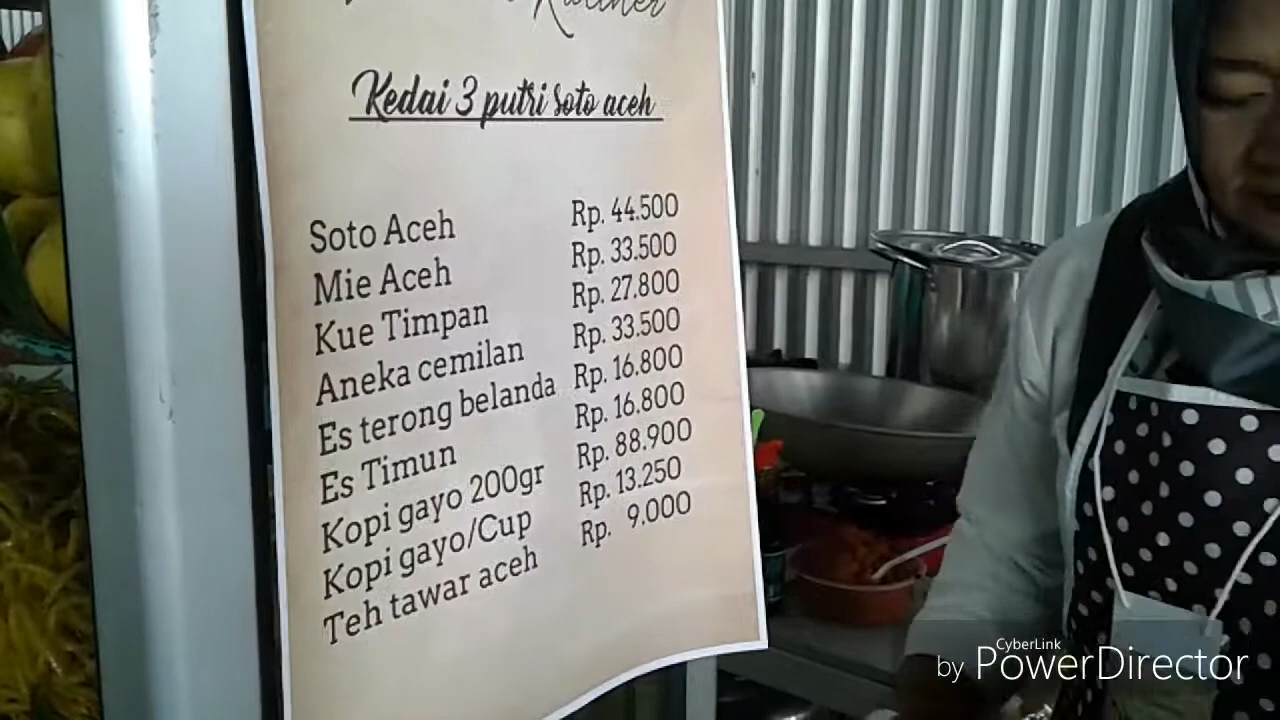 Kuliner
Kedai 3 putri soto aceh
Soto Aceh Rp. 44.500
Mie Aceh Rp. 33.500
Kue Timpan Rp. 27.800
Aneka cemilan Rp. 33.500
Es terong belanda Rp. 16.800
Es Timun Rp. 16.800
Kopi gayo 200gr Rp. 88.900
Kopi gayo/Cup Rp. 13.250
Teh tawar aceh Rp. 9.000
by CyberLink PowerDirector